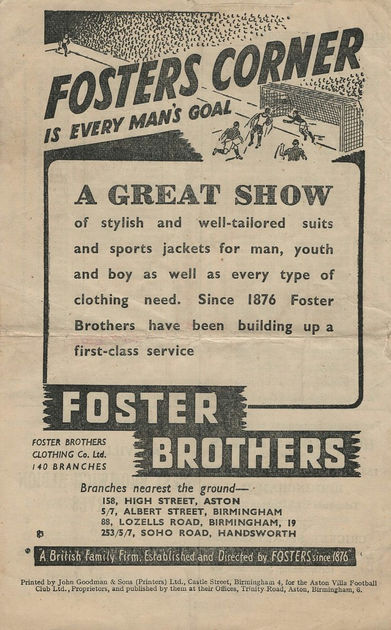 FOSTERS CORNER
IS EVERY MAN'S GOAL
A GREAT SHOW
of stylish and well-tailored suits
and sports jackets for man, youth
and boy as well as every type of
clothing need. Since 1876 Foster
Brothers have been building up a
first-class service
FOSTER
BROTHERS
FOSTER BROTHERS
CLOTHING Co. Ltd.
140 BRANCHES
Branches nearest the ground—
158, HIGH STREET, ASTON
5/7, ALBERT STREET, BIRMINGHAM
88, LOZELLS ROAD, BIRMINGHAM, 19
253/5/7, SOHO ROAD, HANDSWORTH
"A British Family Firm, Established and Directed by FOSTERS since 1876"
Printed by John Goodman & Sons (Printers) Ltd., Castle Street, Birmingham 4, for the Aston Villa Football
Club Ltd., Proprietors, and published by them at their Offices, Trinity Road, Aston, Birmingham, 6.